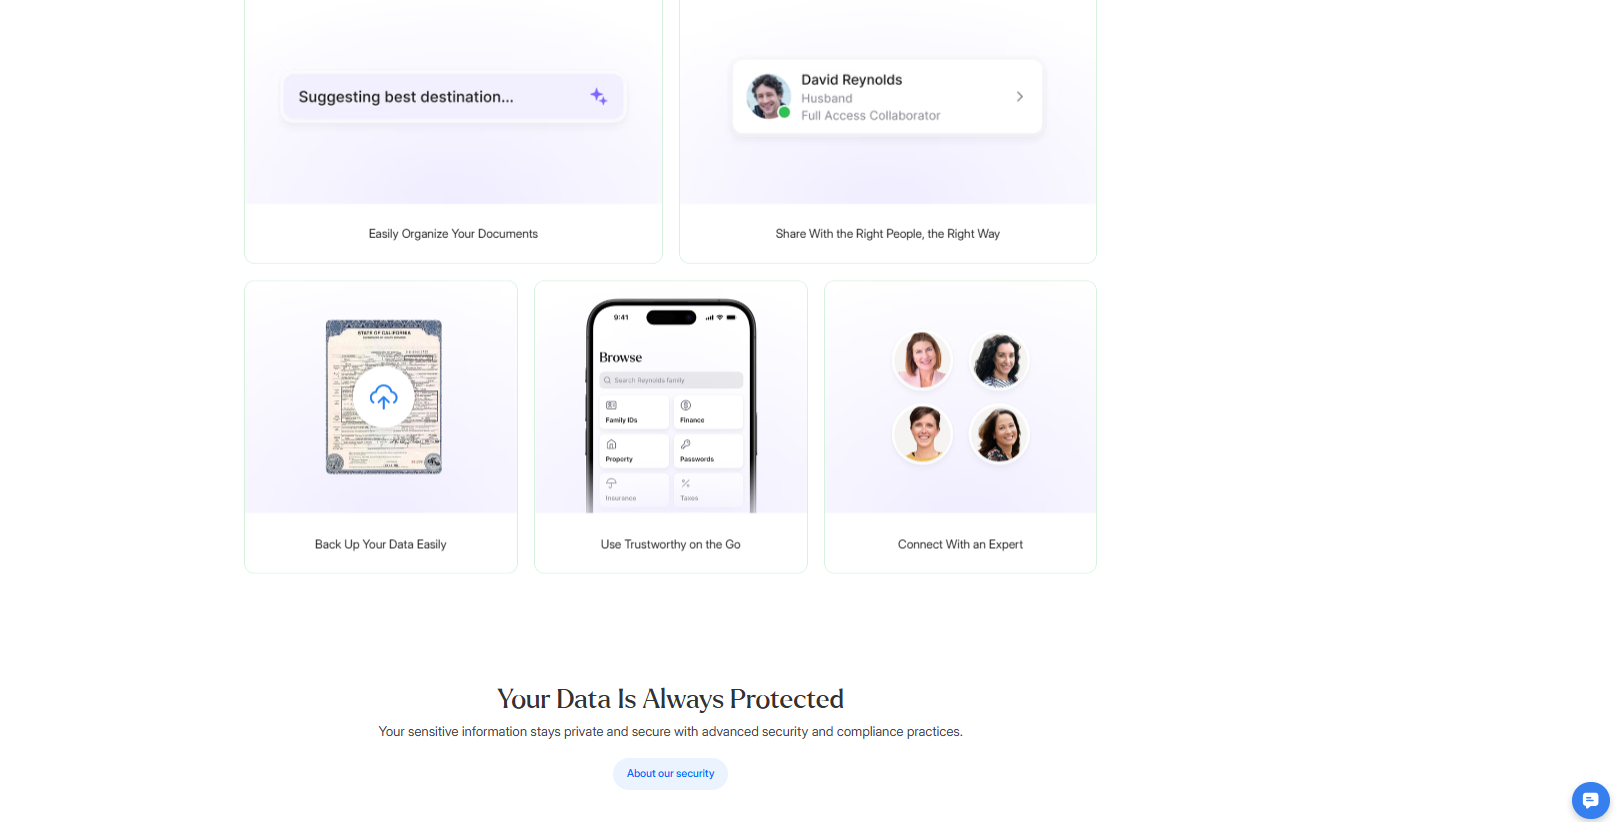 Suggesting best destination...
David Reynolds
Husband
Full Access Collaborator
Easily Organize Your Documents
Share With the Right People, the Right Way
STATE OF CALIFORNIA
9:41
Browse
Search Reynolds family
Family IDs
Finance
Property
Passwords
Insurance
Taxes
Back Up Your Data Easily
Use Trustworthy on the Go
Connect With an Expert
Your Data Is Always Protected
Your sensitive information stays private and secure with advanced security and compliance practices.
About our security